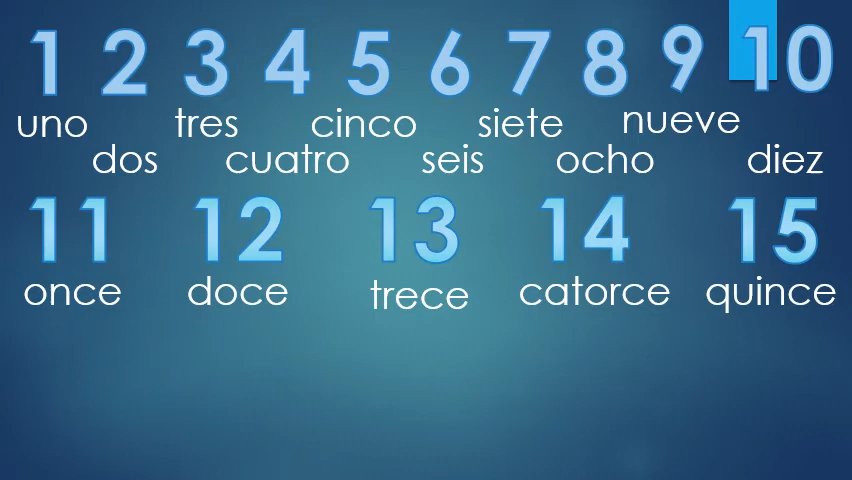 1 2 3 4 5 6 7 8 9 10
uno tres cinco siete nueve
dos cuatro seis ocho diez
11 12 13 14 15
once doce trece catorce quince